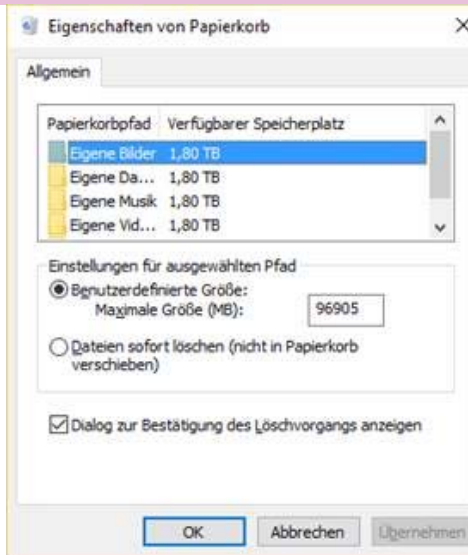 Eigenschaften von Papierkorb
Allgemein
Papierkorbpfad Verfügbarer Speicherplatz
Eigene Bilder 1,80 TB
Eigene Da... 1,80 TB
Eigene Musik 1,80 TB
Eigene Vid... 1,80 TB
Einstellungen für ausgewählten Pfad
Benutzerdefinierte Größe:
Maximale Größe (MB): 96905
Dateien sofort löschen (nicht in Papierkorb
verschieben)
Dialog zur Bestätigung des Löschvorgangs anzeigen
OK Abbrechen Übernehmen